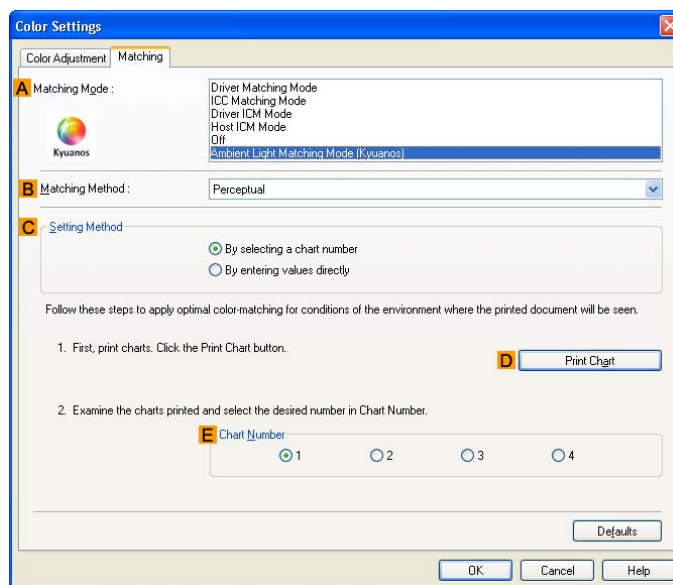 Color Settings
Color Adjustment Matching
A Matching Mode :
Driver Matching Mode
ICC Matching Mode
Driver ICM Mode
Host ICM Mode
Off
Ambient Light Matching Mode (Kyuanos)
Kyuanos
B Matching Method : Perceptual
C Setting Method
By selecting a chart number
By entering values directly
Follow these steps to apply optimal color-matching for conditions of the environment where the printed document will be seen.
1. First, print charts. Click the Print Chart button.
D Print Chart
2. Examine the charts printed and select the desired number in Chart Number.
E Chart Number
1 2 3 4
Defaults
OK Cancel Help